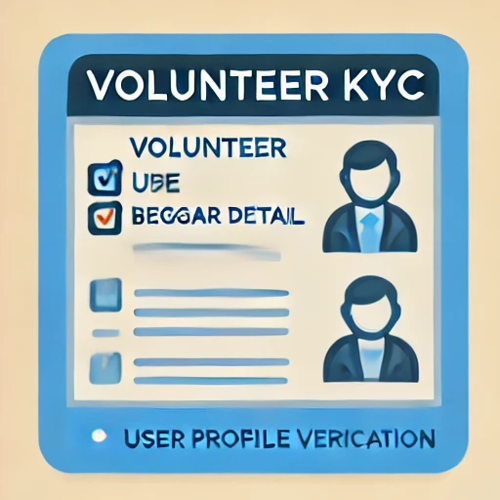 VOLUNTEER KYC
VOLUNTEER
UBE
BEGGAR DETAIL
USER PROFILE VERICATION